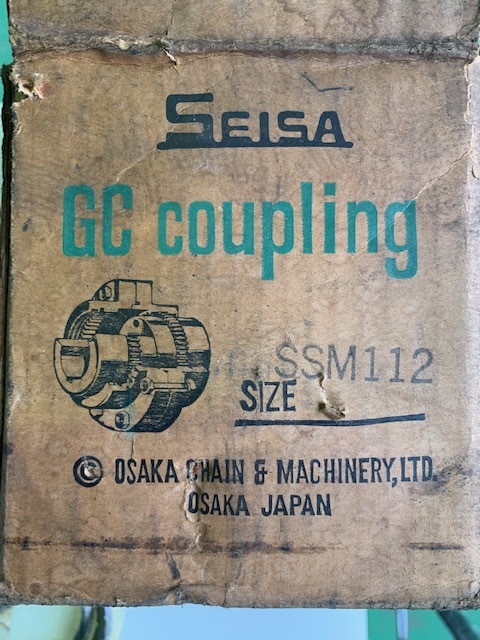 SEISA
GC coupling
SSM112
SIZE
© OSAKA CHAIN & MACHINERY, LTD.
OSAKA JAPAN